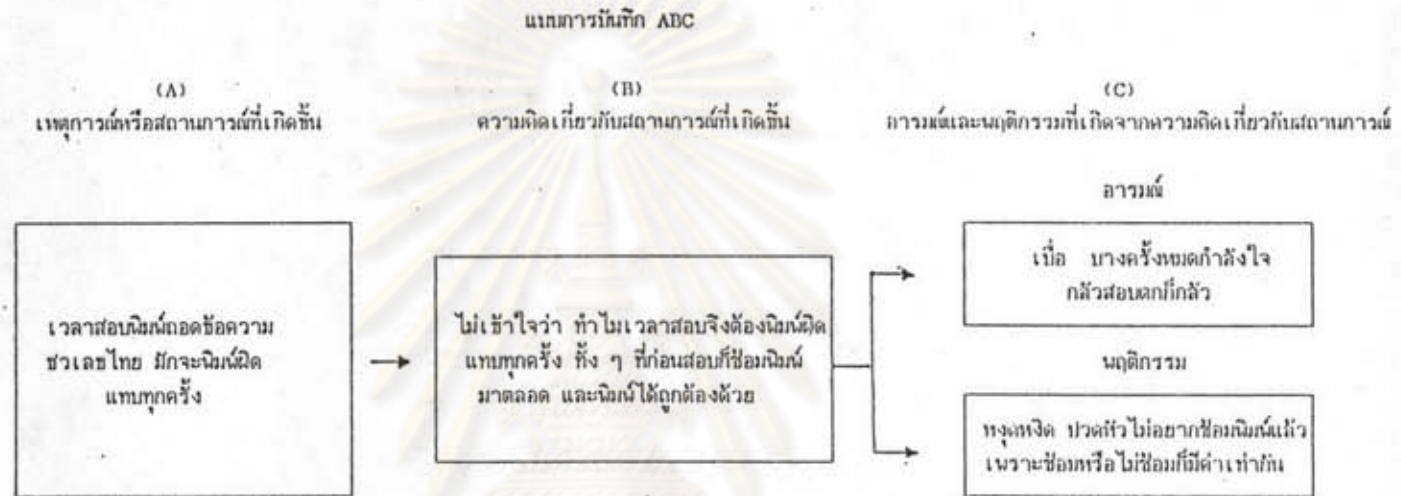 แบบการบันทึก ABC
(A)
เหตุการณ์หรือสถานการณ์ที่เกิดขึ้น
(B)
ความคิดเกี่ยวกับสถานการณ์ที่เกิดขึ้น
(C)
อารมณ์และพฤติกรรมที่เกิดจากความคิดเกี่ยวกับสถานการณ์
เวลาสอบพิมพ์ถอดข้อความ
ชวเลขไทย มักจะพิมพ์ผิด
แทบทุกครั้ง
ไม่เข้าใจว่า ทำไมเวลาสอบจึงต้องพิมพ์ผิด
แทบทุกครั้ง ทั้ง ๆ ที่ก่อนสอบก็ซ้อมพิมพ์
มาตลอด และพิมพ์ได้ถูกต้องด้วย
อารมณ์
เบื่อ บางครั้งหมดกำลังใจ
กลัวสอบตกก็กลัว
พฤติกรรม
หงุดหงิด ปวดหัว ไม่อยากซ้อมพิมพ์แล้ว
เพราะซ้อมหรือไม่ซ้อมก็มีค่าเท่ากัน